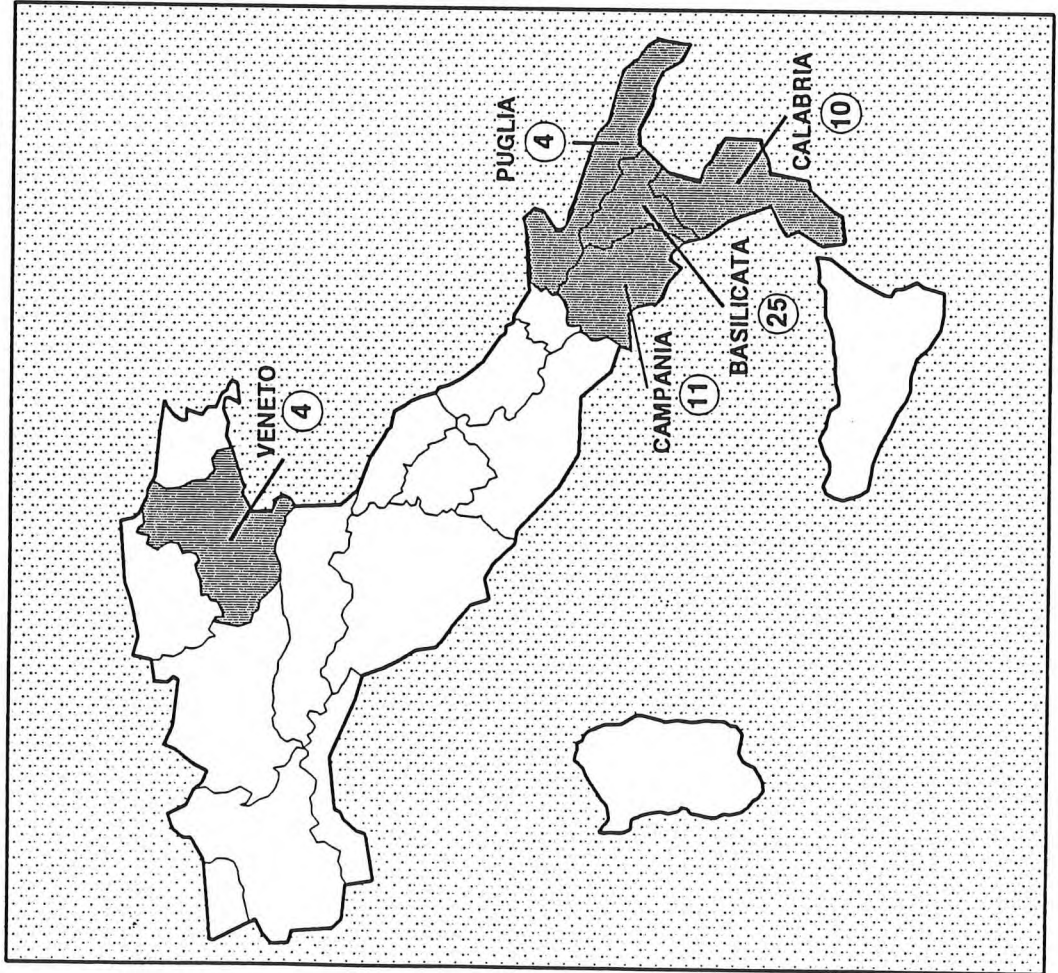 VENETO
4
PUGLIA
4
CAMPANIA
11
BASILICATA
25
CALABRIA
10